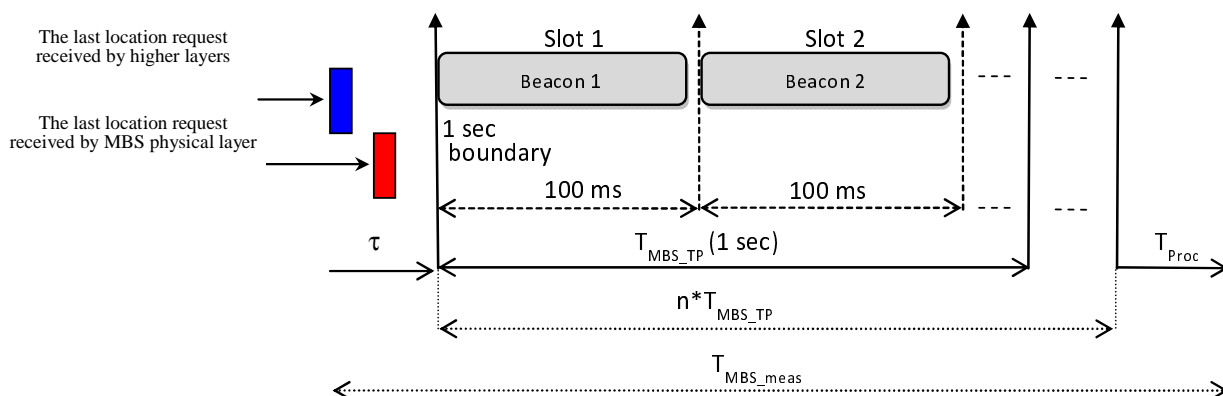 The last location request
received by higher layers
The last location request
received by MBS physical layer
Slot 1
Slot 2
Beacon 1
Beacon 2
1 sec
boundary
100 ms
100 ms
τ
T_MBS_TP (1 sec)
T_Proc
n*T_MBS_TP
T_MBS_meas